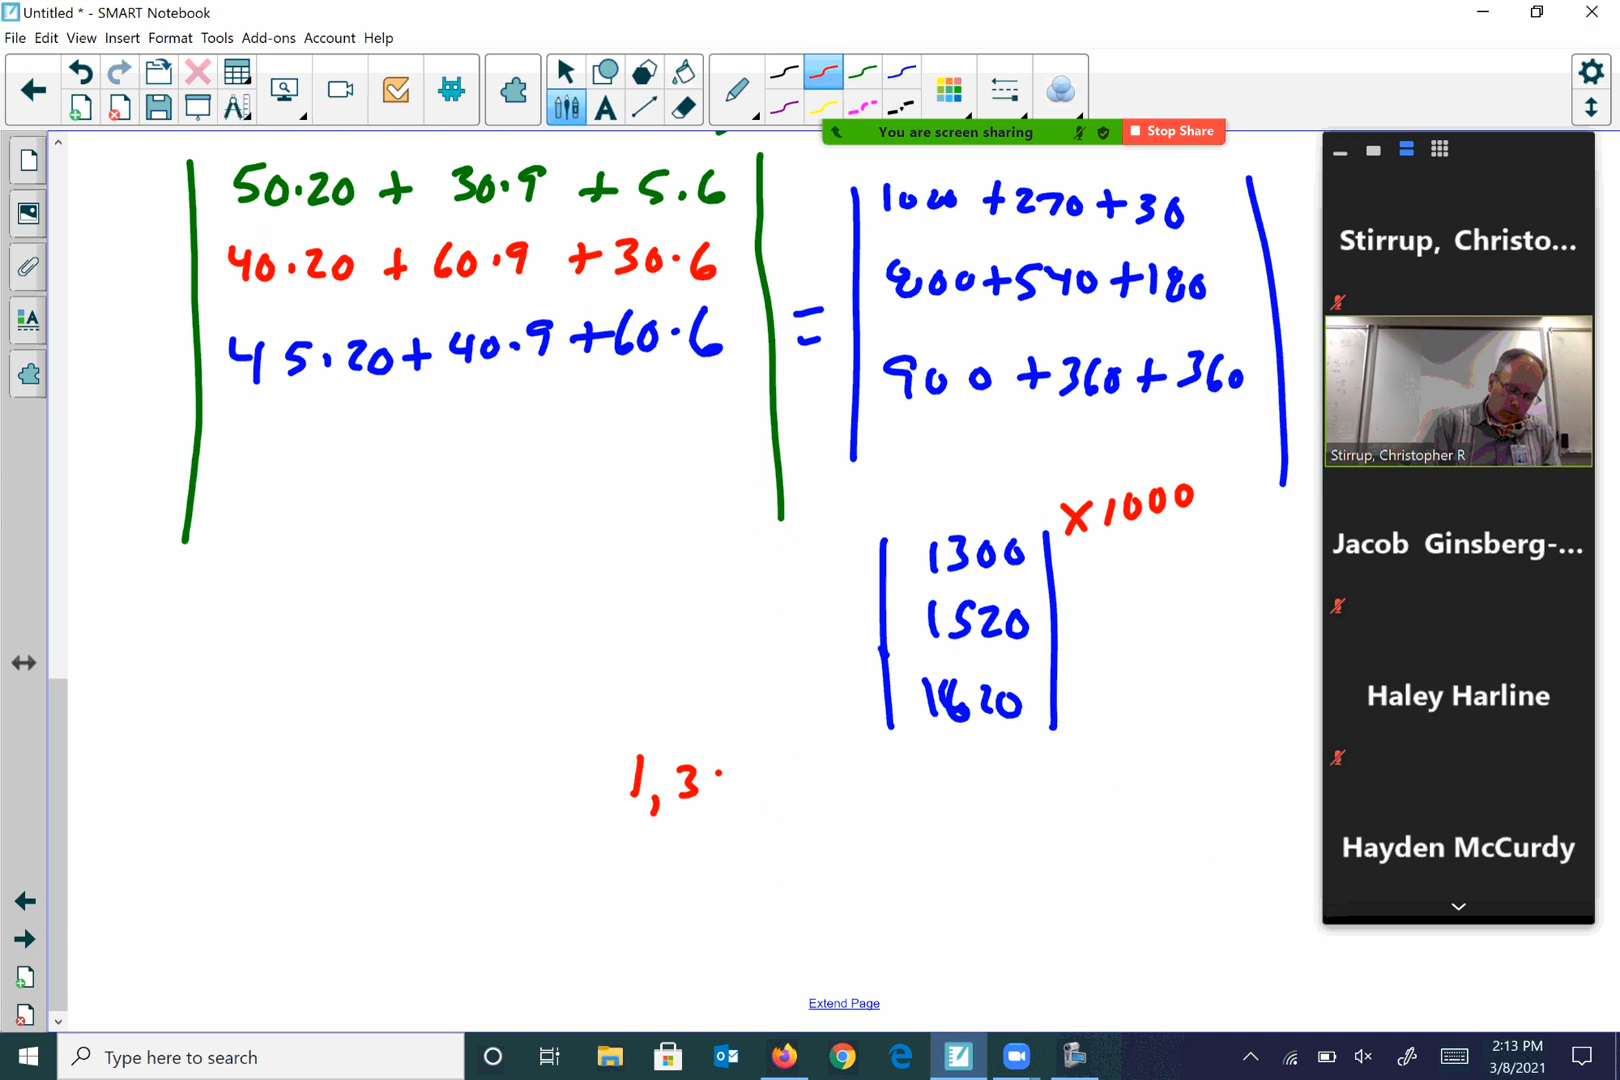 Untitled * - SMART Notebook
File Edit View Insert Format Tools Add-ons Account Help
You are screen sharing
Stop Share
50·20 + 30·9 + 5·6
40·20 + 60·9 + 30·6
45·20 + 40·9 + 60·6
=
1000 + 270 + 30
800 + 540 + 180
900 + 360 + 360
x1000
1300
1520
1620
1, 3
Stirrup, Christo...
Stirrup, Christopher R
Jacob Ginsberg-...
Haley Harline
Hayden McCurdy
Extend Page
Type here to search
2:13 PM
3/8/2021